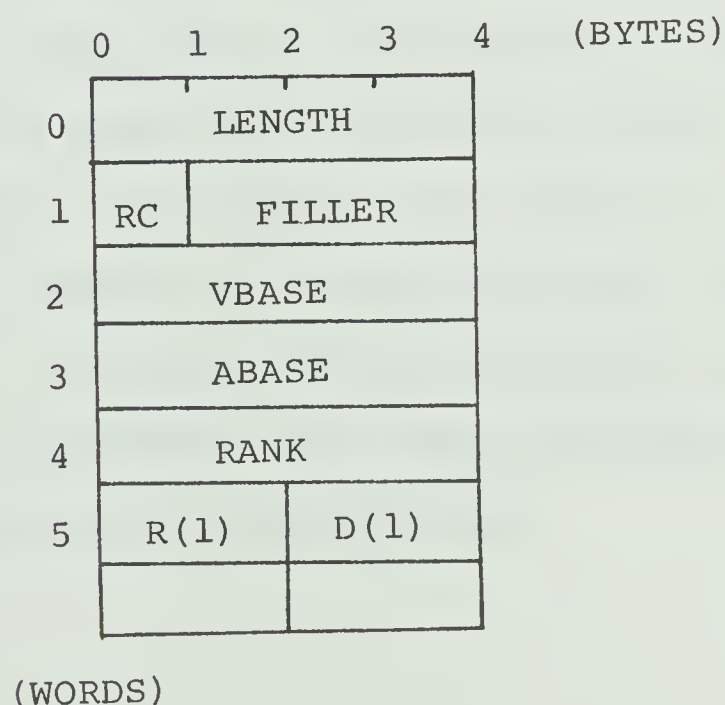 0 1 2 3 4 (BYTES)
0 LENGTH
1 RC FILLER
2 VBASE
3 ABASE
4 RANK
5 R(1) D(1)
(WORDS)